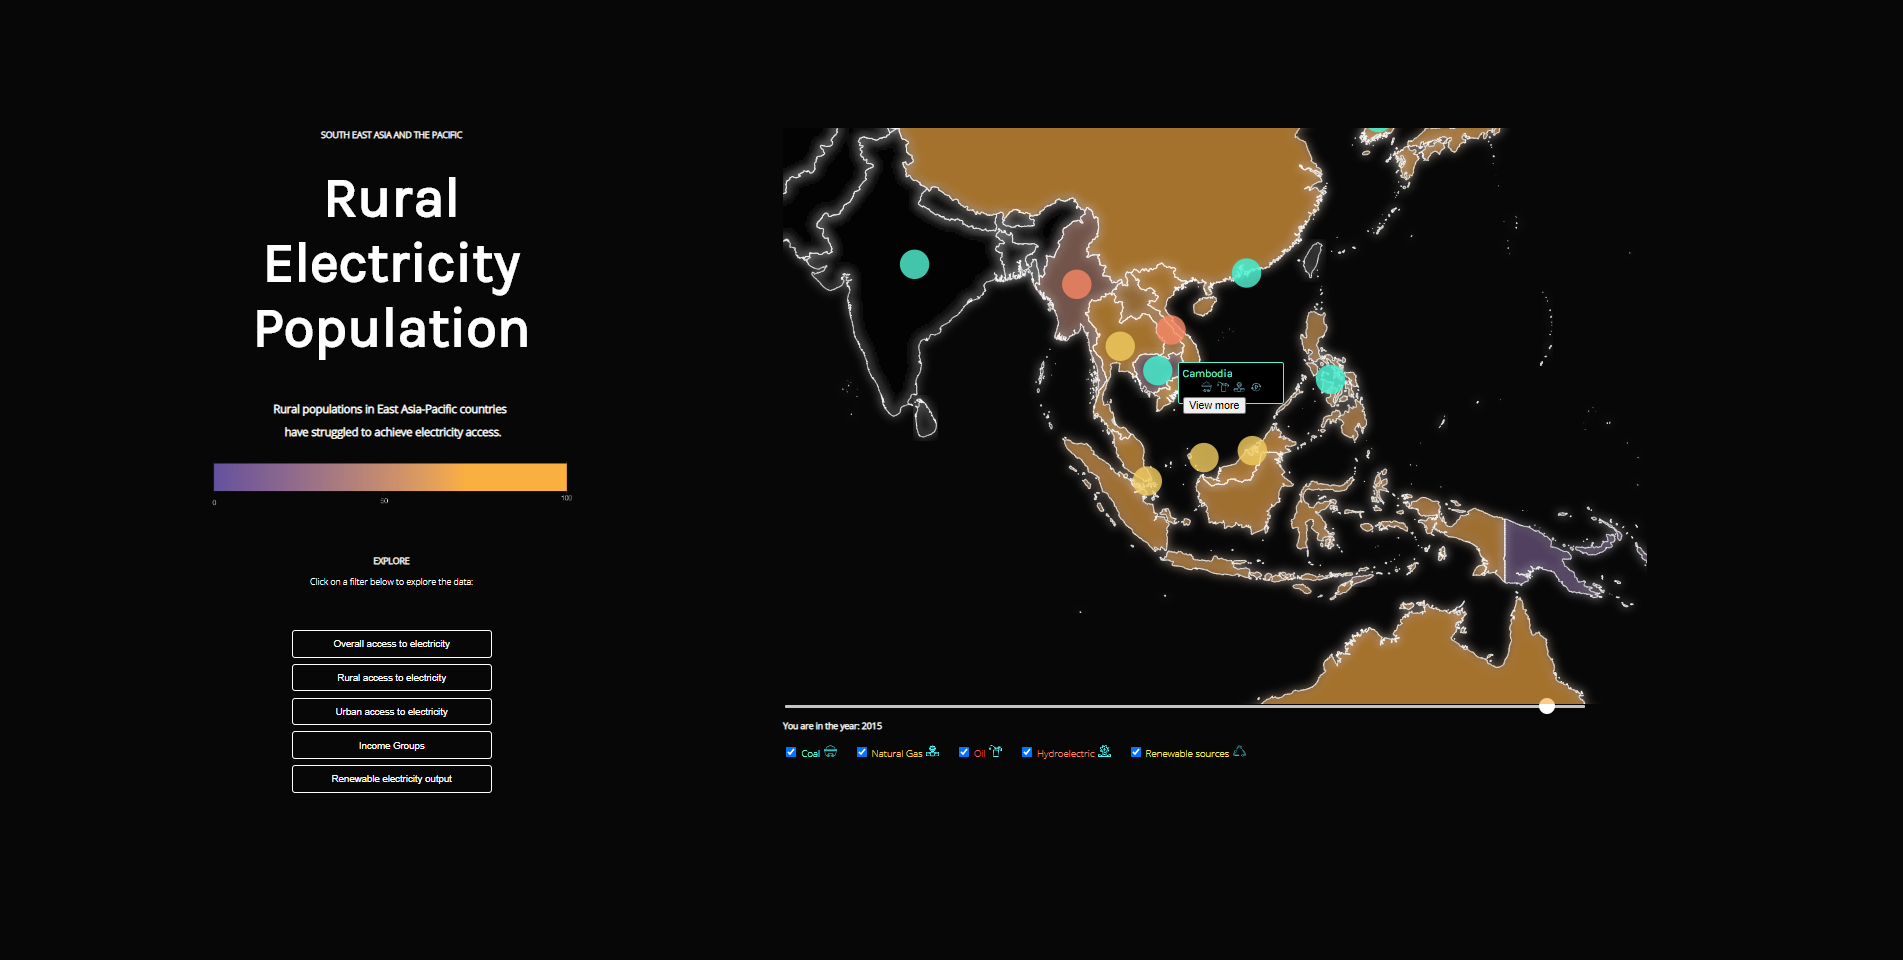 SOUTH EAST ASIA AND THE PACIFIC
Rural
Electricity
Population
Rural populations in East Asia-Pacific countries
have struggled to achieve electricity access.
0
50
100
EXPLORE
Click on a filter below to explore the data:
Overall access to electricity
Rural access to electricity
Urban access to electricity
Income Groups
Renewable electricity output
Cambodia
View more
You are in the year: 2015
Coal
Natural Gas
Oil
Hydroelectric
Renewable sources